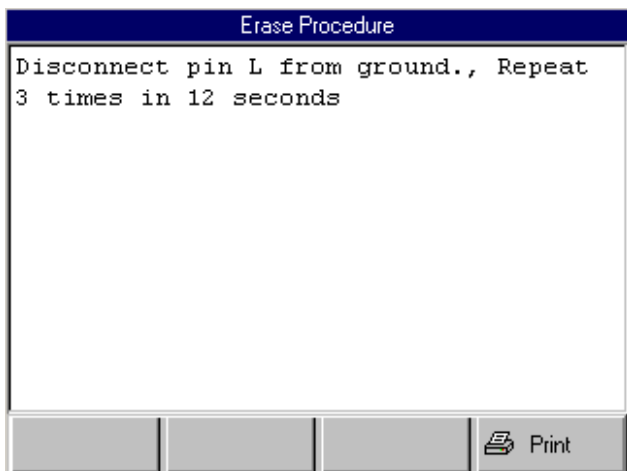 Erase Procedure
Disconnect pin L from ground., Repeat
3 times in 12 seconds
Print